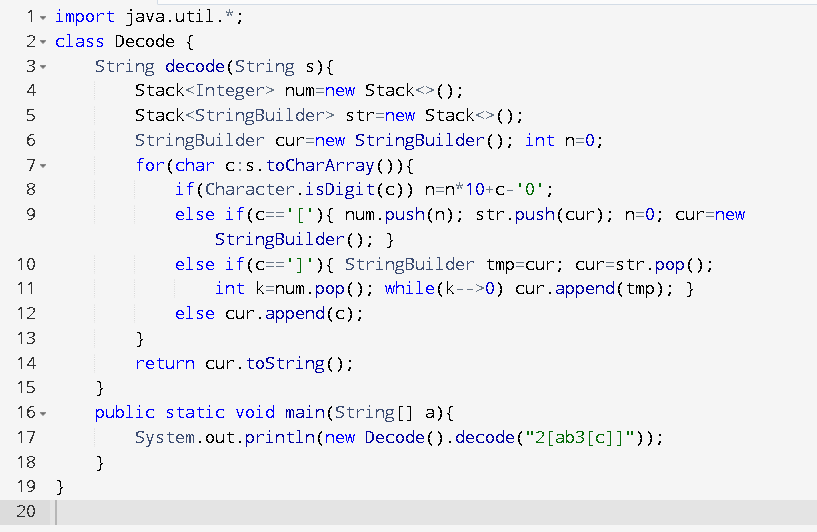 1 import java.util.*;
2 class Decode {
3 String decode(String s){
4 Stack<Integer> num=new Stack<>();
5 Stack<StringBuilder> str=new Stack<>();
6 StringBuilder cur=new StringBuilder(); int n=0;
7 for(char c:s.toCharArray()){
8 if(Character.isDigit(c)) n=n*10+c-'0';
9 else if(c=='['){ num.push(n); str.push(cur); n=0; cur=new
StringBuilder(); }
10 else if(c==']'){ StringBuilder tmp=cur; cur=str.pop();
11 int k=num.pop(); while(k-->0) cur.append(tmp); }
12 else cur.append(c);
13 }
14 return cur.toString();
15 }
16 public static void main(String[] a){
17 System.out.println(new Decode().decode("2[ab3[c]]"));
18 }
19 }
20